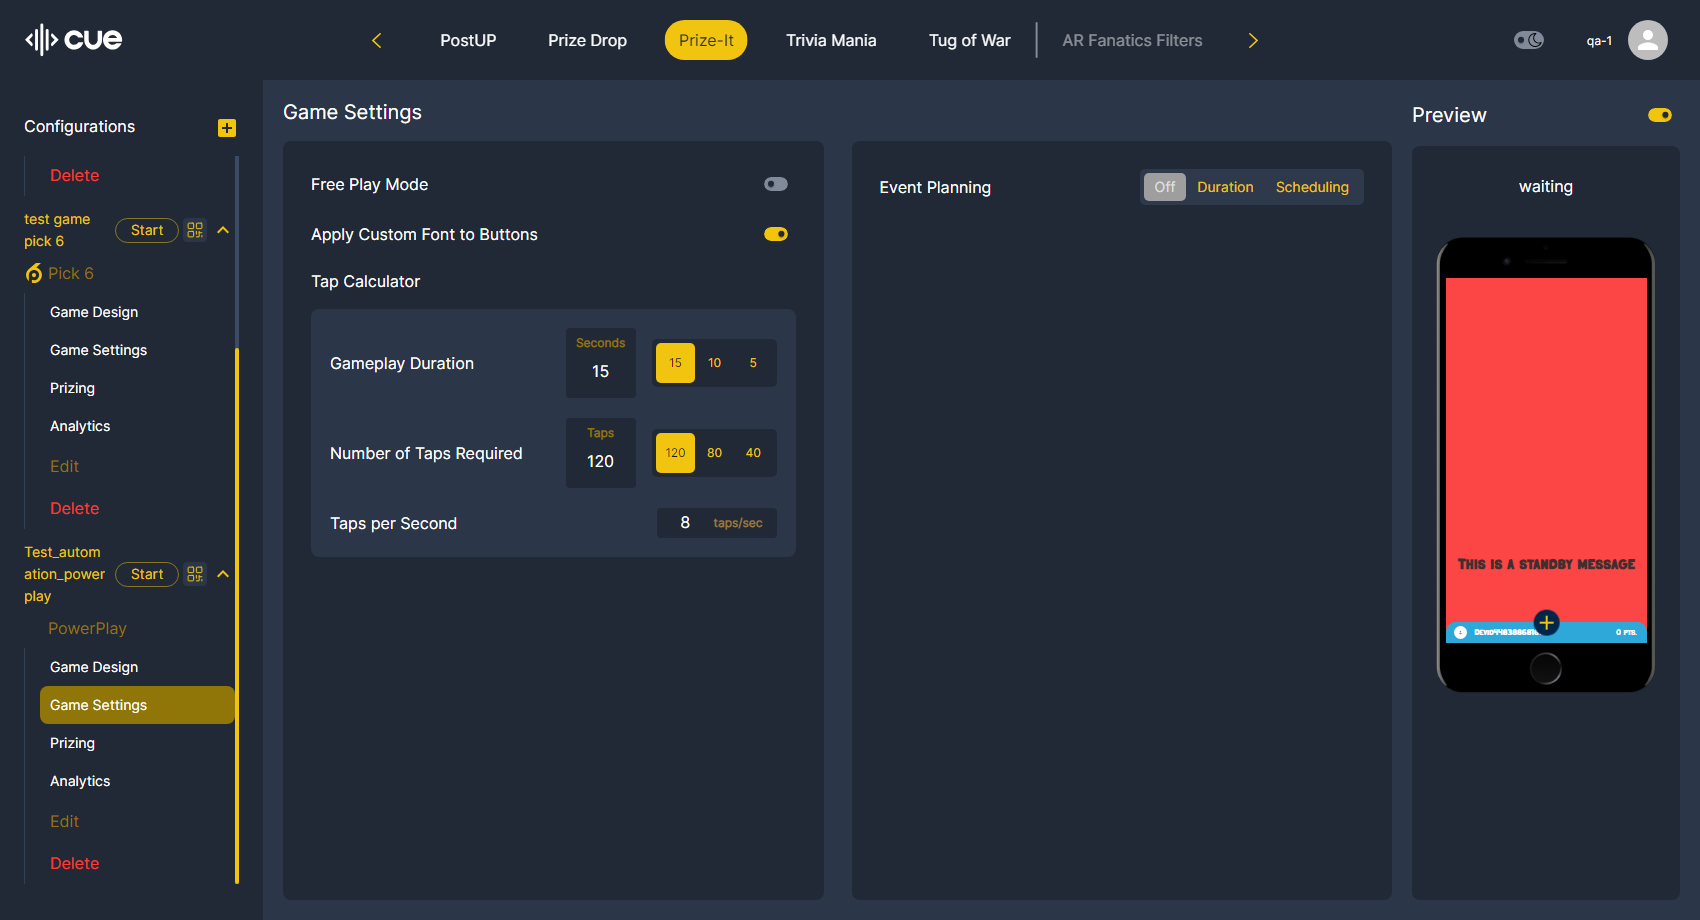 cue
PostUP
Prize Drop
Prize-It
Trivia Mania
Tug of War
AR Fanatics Filters
qa-1
Configurations
Delete
test game
pick 6
Start
Pick 6
Game Design
Game Settings
Prizing
Analytics
Edit
Delete
Test_autom
ation_power
play
Start
PowerPlay
Game Design
Game Settings
Prizing
Analytics
Edit
Delete
Game Settings
Free Play Mode
Apply Custom Font to Buttons
Tap Calculator
Gameplay Duration
Seconds
15
15 10 5
Number of Taps Required
Taps
120
120 80 40
Taps per Second
8 taps/sec
Event Planning
Off Duration Scheduling
Preview
waiting
This is a standby message
0 pts.